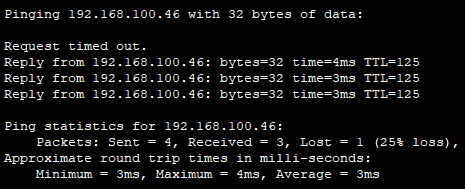 Pinging 192.168.100.46 with 32 bytes of data:
Request timed out.
Reply from 192.168.100.46: bytes=32 time=4ms TTL=125
Reply from 192.168.100.46: bytes=32 time=3ms TTL=125
Reply from 192.168.100.46: bytes=32 time=3ms TTL=125
Ping statistics for 192.168.100.46:
    Packets: Sent = 4, Received = 3, Lost = 1 (25% loss),
Approximate round trip times in milli-seconds:
    Minimum = 3ms, Maximum = 4ms, Average = 3ms